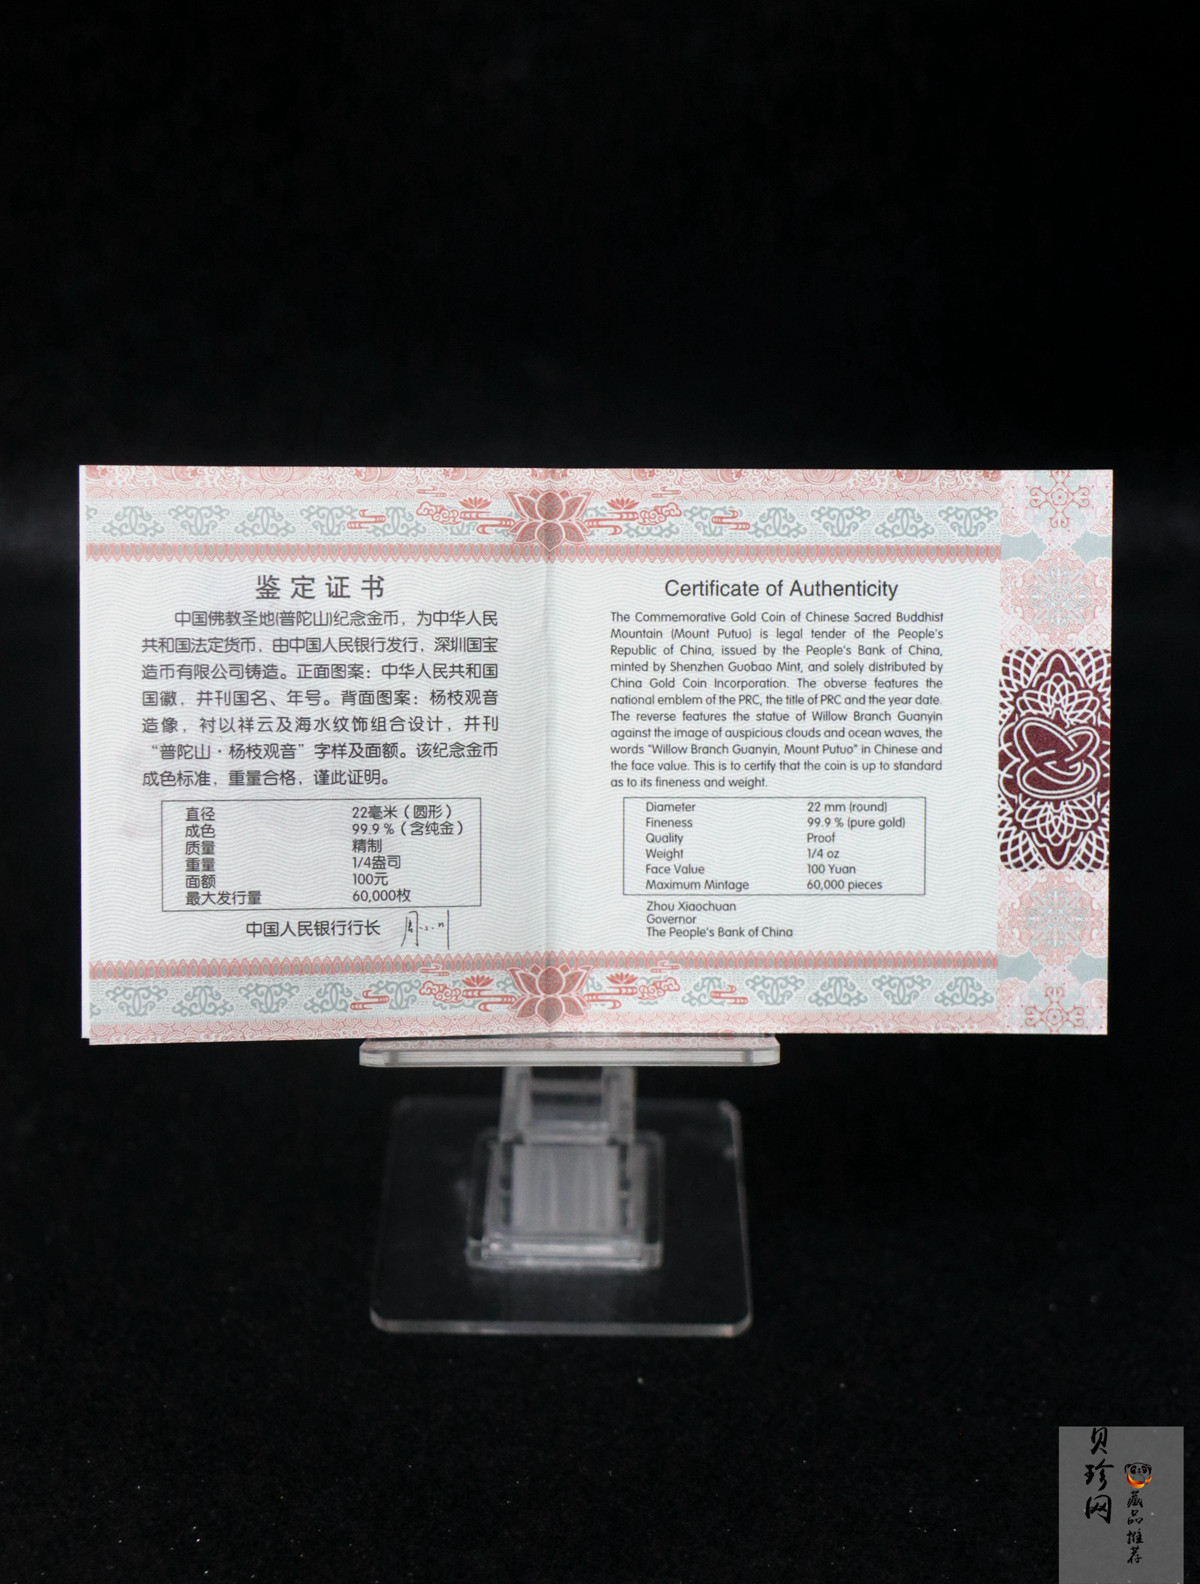 鉴定证书
中国佛教圣地(普陀山)纪念金币，为中华人民
共和国法定货币，由中国人民银行发行，深圳国宝
造币有限公司铸造。正面图案：中华人民共和国
国徽，并刊国名、年号。背面图案：杨枝观音
造像，衬以祥云及海水纹饰组合设计，并刊
“普陀山·杨枝观音”字样及面额。该纪念金币
成色标准，重量合格，谨此证明。
直径 22毫米（圆形）
成色 99.9％（含纯金）
质量 精制
重量 1/4盎司
面额 100元
最大发行量 60,000枚
中国人民银行行长
Certificate of Authenticity
The Commemorative Gold Coin of Chinese Sacred Buddhist
Mountain (Mount Putuo) is legal tender of the People's
Republic of China, issued by the People's Bank of China,
minted by Shenzhen Guobao Mint, and solely distributed by
China Gold Coin Incorporation. The obverse features the
national emblem of the PRC, the title of PRC and the year date.
The reverse features the statue of Willow Branch Guanyin
against the image of auspicious clouds and ocean waves, the
words "Willow Branch Guanyin, Mount Putuo" in Chinese and
the face value. This is to certify that the coin is up to standard
as to its fineness and weight.
Diameter 22 mm (round)
Fineness 99.9 % (pure gold)
Quality Proof
Weight 1/4 oz
Face Value 100 Yuan
Maximum Mintage 60,000 pieces
Zhou Xiaochuan
Governor
The People's Bank of China
贝珍网
藏品推荐